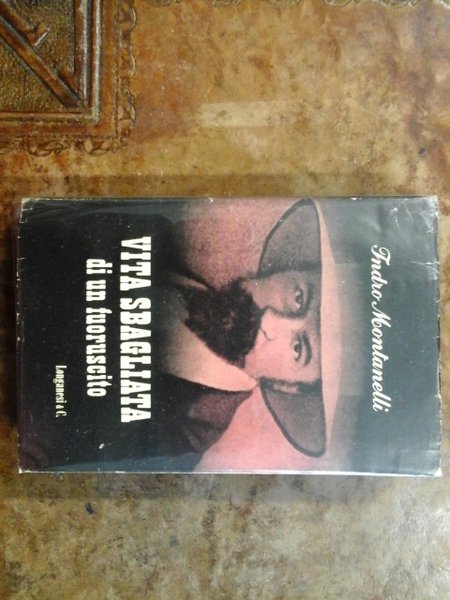 Indro Montanelli
VITA SBAGLIATA
di un fuoruscito
Longanesi & C.